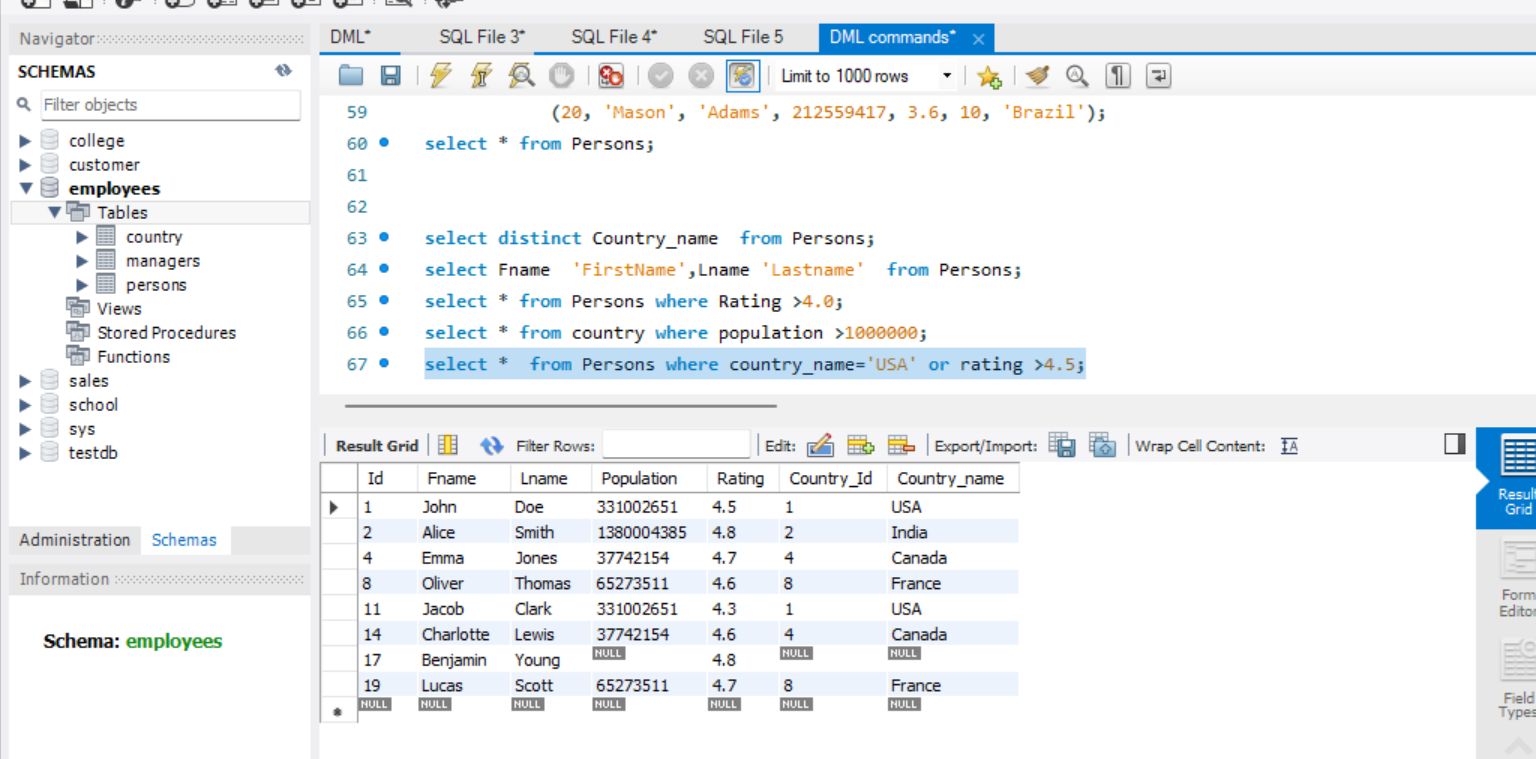 DML* SQL File 3* SQL File 4* SQL File 5 DML commands*
Navigator
SCHEMAS
Filter objects
college
customer
employees
Tables
country
managers
persons
Views
Stored Procedures
Functions
sales
school
sys
testdb
Administration Schemas
Information
Schema: employees
Limit to 1000 rows
59 (20, 'Mason', 'Adams', 212559417, 3.6, 10, 'Brazil');
60 select * from Persons;
61
62
63 select distinct Country_name  from Persons;
64 select Fname  'FirstName',Lname 'Lastname'  from Persons;
65 select * from Persons where Rating >4.0;
66 select * from country where population >1000000;
67 select *  from Persons where country_name='USA' or rating >4.5;
Result Grid Filter Rows: Edit: Export/Import: Wrap Cell Content:
Id Fname Lname Population Rating Country_Id Country_name
1 John Doe 331002651 4.5 1 USA
2 Alice Smith 1380004385 4.8 2 India
4 Emma Jones 37742154 4.7 4 Canada
8 Oliver Thomas 65273511 4.6 8 France
11 Jacob Clark 331002651 4.3 1 USA
14 Charlotte Lewis 37742154 4.6 4 Canada
17 Benjamin Young NULL 4.8 NULL NULL
19 Lucas Scott 65273511 4.7 8 France
NULL NULL NULL NULL NULL NULL NULL
Result
Grid
Form
Editor
Field
Types